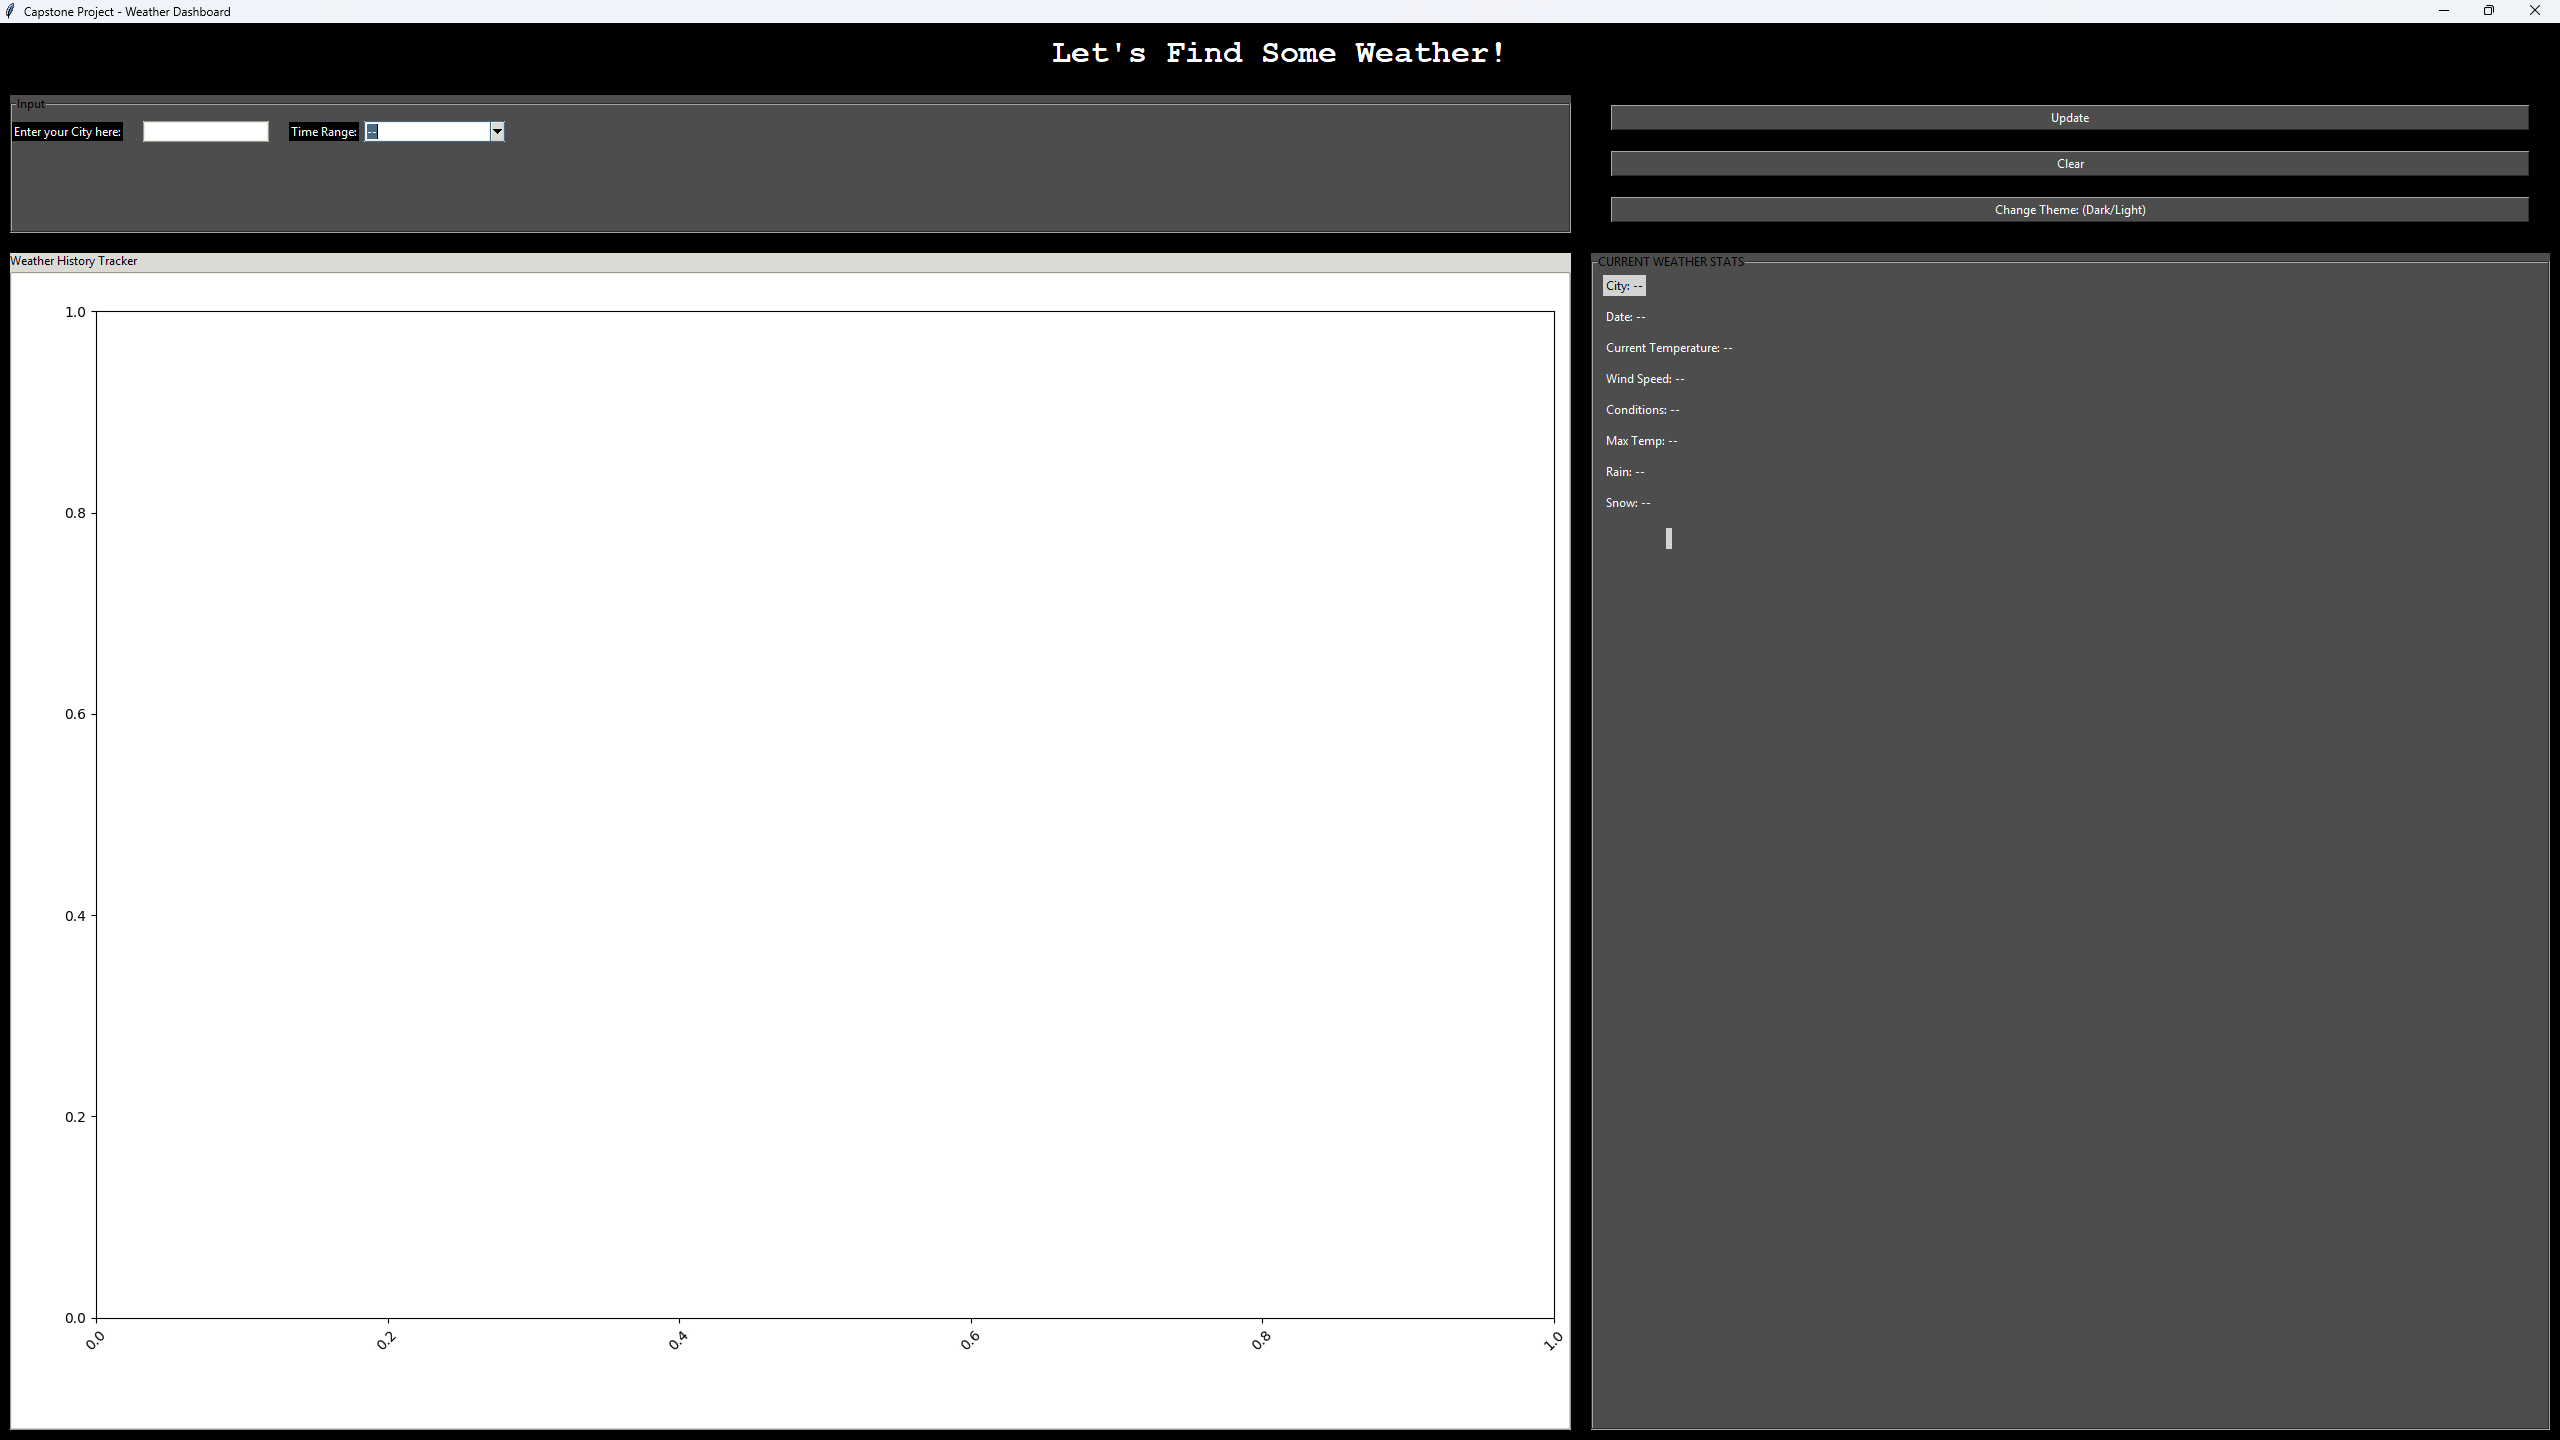 Capstone Project - Weather Dashboard
Let's Find Some Weather!
Input
Enter your City here:
Time Range: --
Update
Clear
Change Theme: (Dark/Light)
Weather History Tracker
1.0
0.8
0.6
0.4
0.2
0.0
0.0 0.2 0.4 0.6 0.8 1.0
CURRENT WEATHER STATS
City: --
Date: --
Current Temperature: --
Wind Speed: --
Conditions: --
Max Temp: --
Rain: --
Snow: --